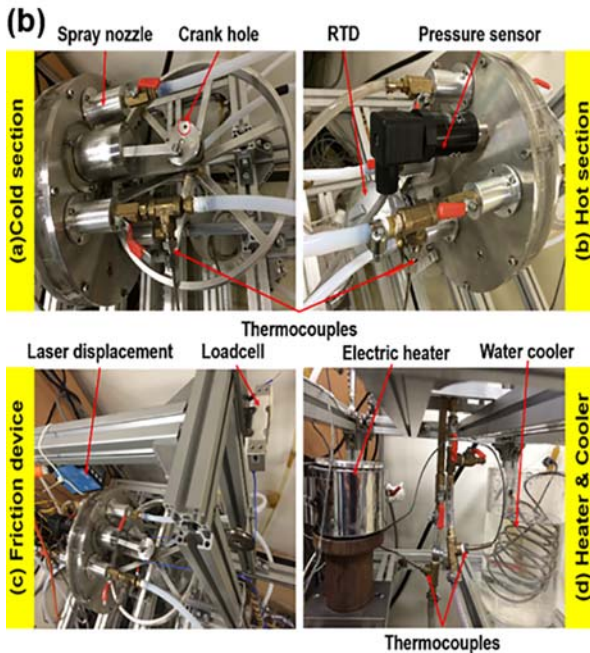 (b)
Spray nozzle Crank hole RTD Pressure sensor
(a)Cold section
(b) Hot section
Thermocouples
Laser displacement Loadcell Electric heater Water cooler
(c) Friction device
(d) Heater & Cooler
Thermocouples